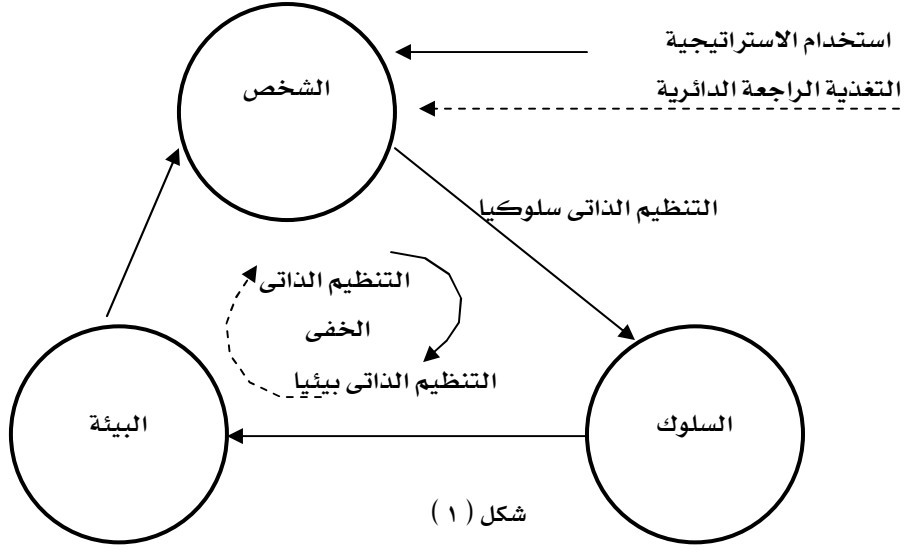 استخدام الاستراتيجية
الشخص
التغذية الراجعة الدائرية
التنظيم الذاتى سلوكيا
التنظيم الذاتى
الخفى
التنظيم الذاتى بيئيا
البيئة
السلوك
شكل ( ١ )